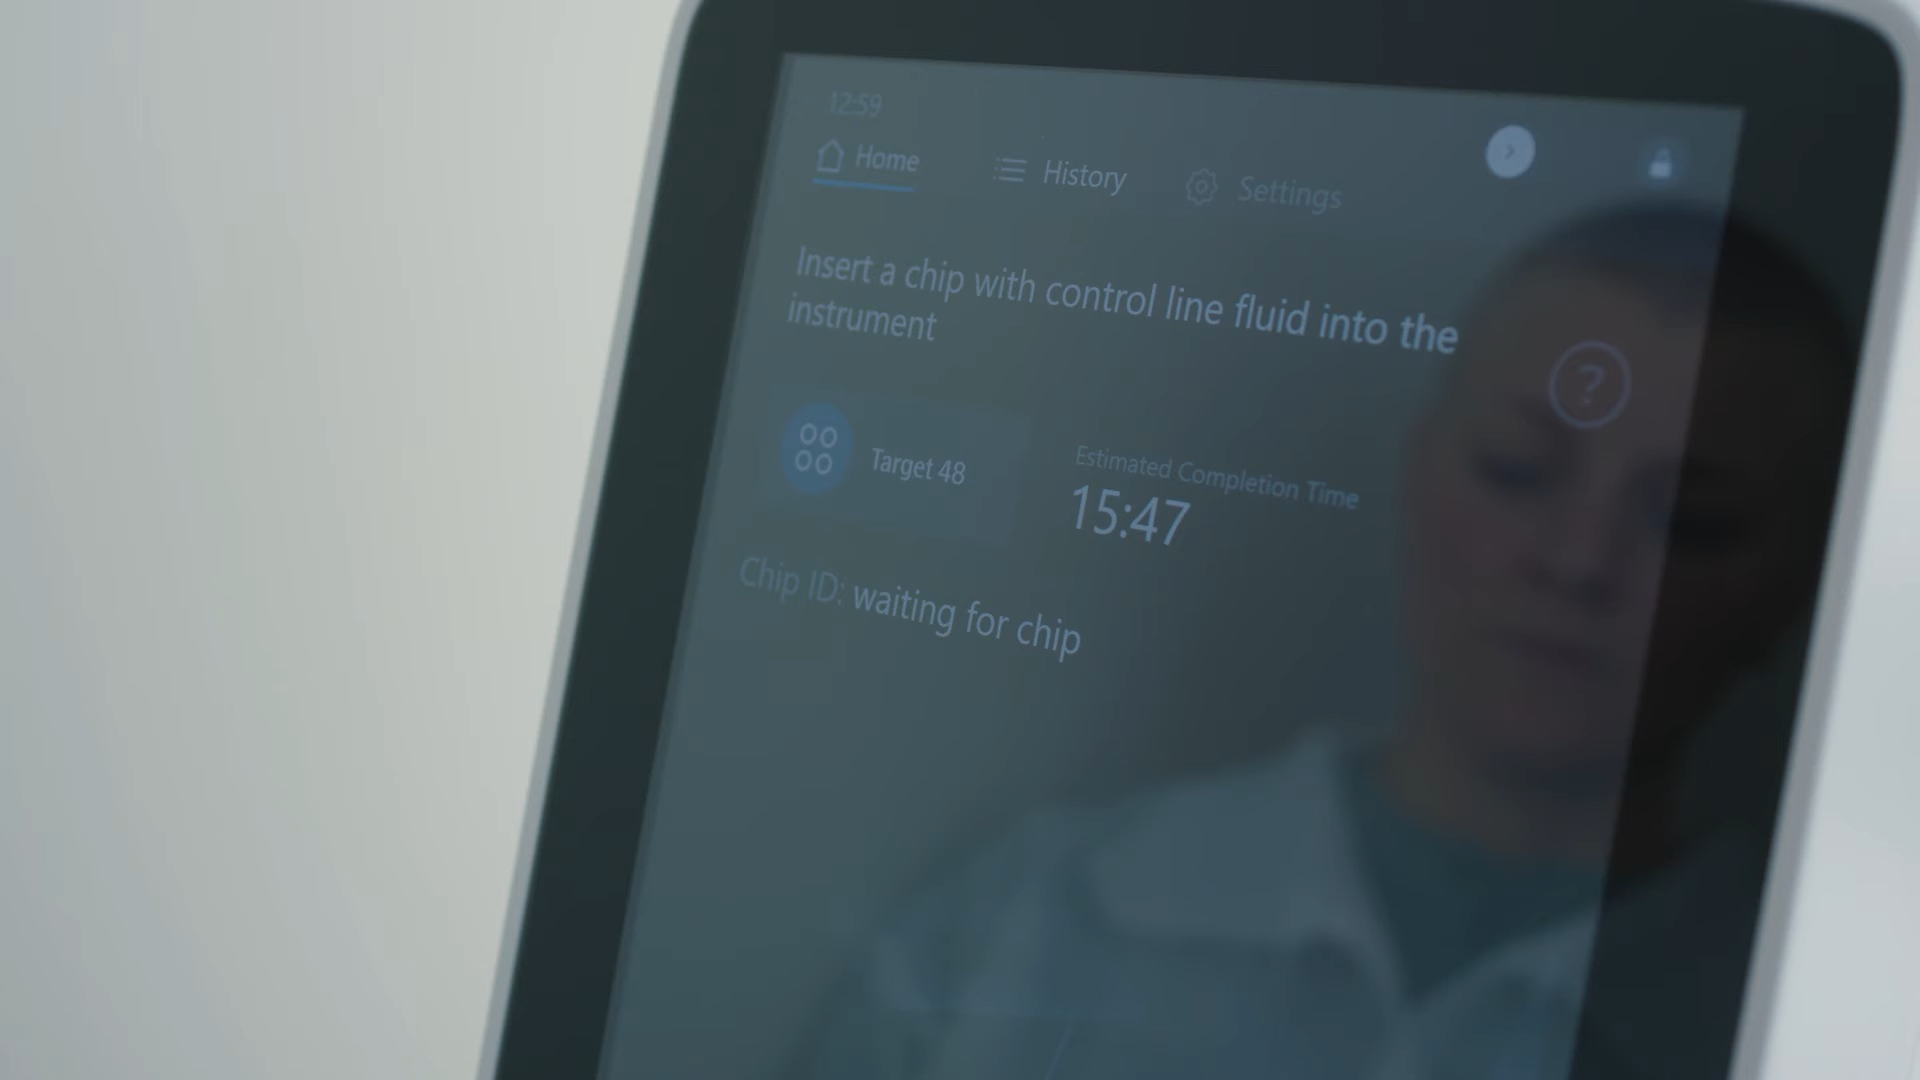 12:59
Home
History
Settings
Insert a chip with control line fluid into the
instrument
?
Target 48
Estimated Completion Time
15:47
Chip ID: waiting for chip